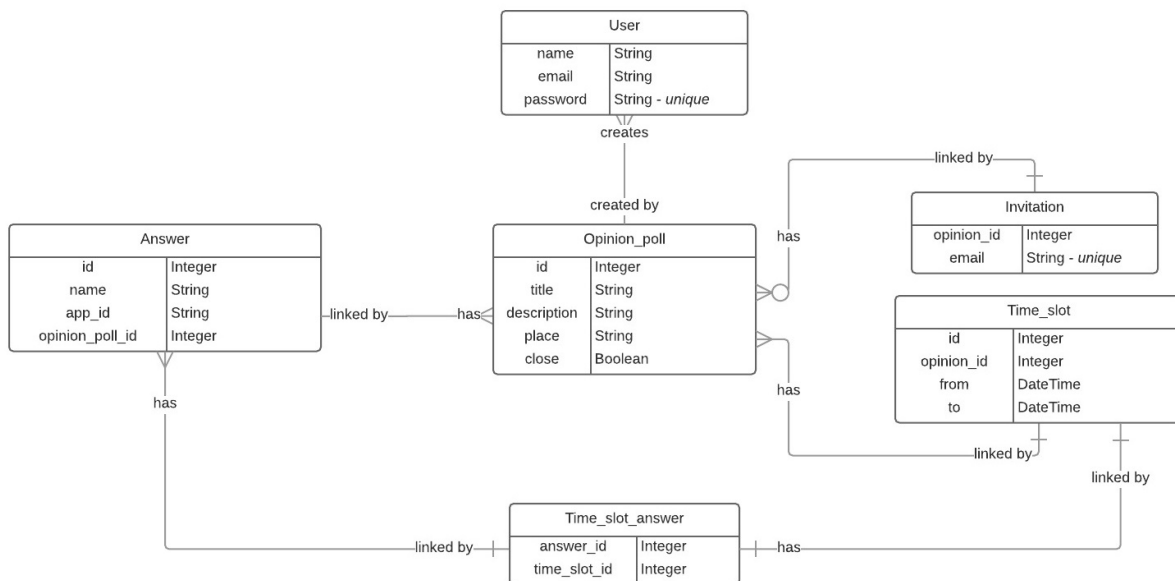 User
name String
email String
password String - unique
creates
created by
linked by
has
Invitation
opinion_id Integer
email String - unique
Answer
id Integer
name String
app_id String
opinion_poll_id Integer
linked by
has
Opinion_poll
id Integer
title String
description String
place String
close Boolean
Time_slot
id Integer
opinion_id Integer
from DateTime
to DateTime
has
linked by
has
linked by
linked by
has
Time_slot_answer
answer_id Integer
time_slot_id Integer